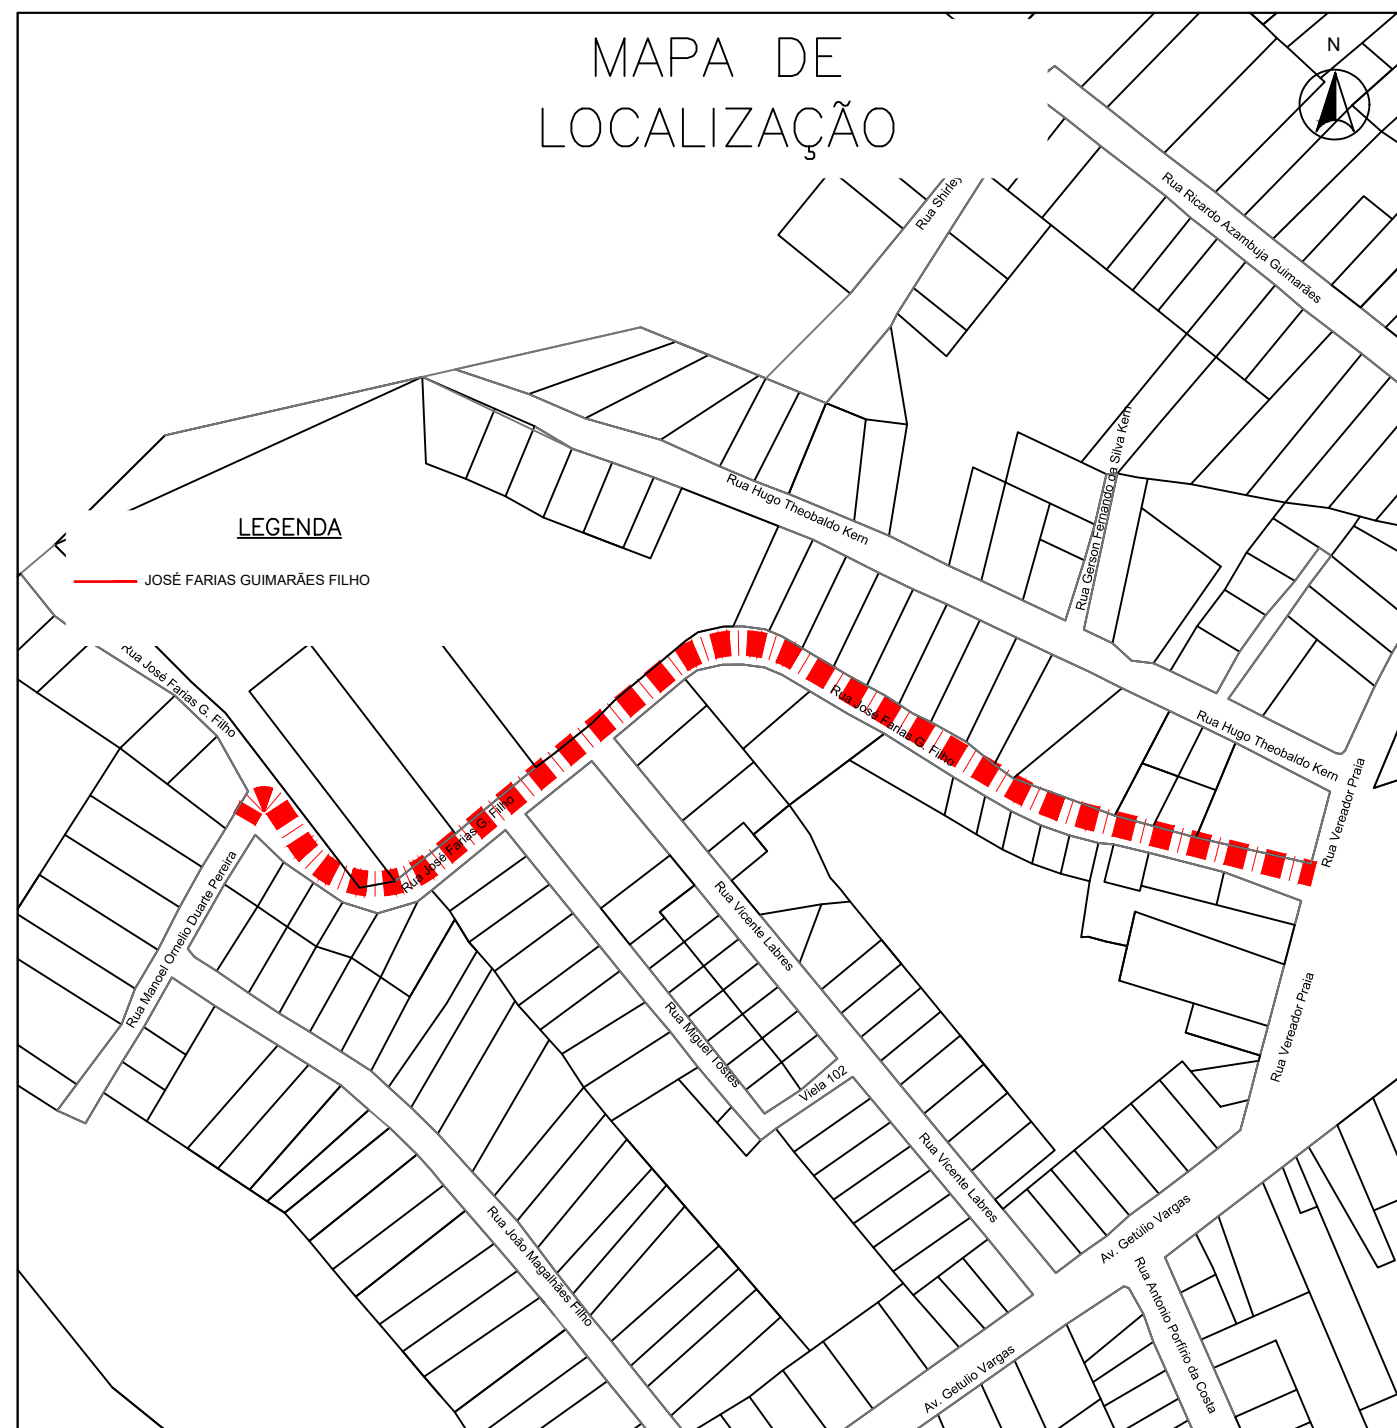 MAPA DE
LOCALIZAÇÃO
N
Rua Shirley
Rua Ricardo Azambuja Guimarães
Rua Gerson Fernando da Silva Kern
Rua Hugo Theobaldo Kern
LEGENDA
JOSÉ FARIAS GUIMARÃES FILHO
Rua José Farias G. Filho
Rua José Farias G. Filho
Rua Hugo Theobaldo Kern
Rua Vereador Praia
Rua José Farias G. Filho
Rua Manoel Ornelio Duarte Pereira
Rua Vicente Labres
Rua Miguel Tostes
Rua Vereador Praia
Viela 102
Rua Vicente Labres
Rua João Magalhães Filho
Av. Getúlio Vargas
Rua Antonio Porfírio da Costa
Av. Getulio Vargas